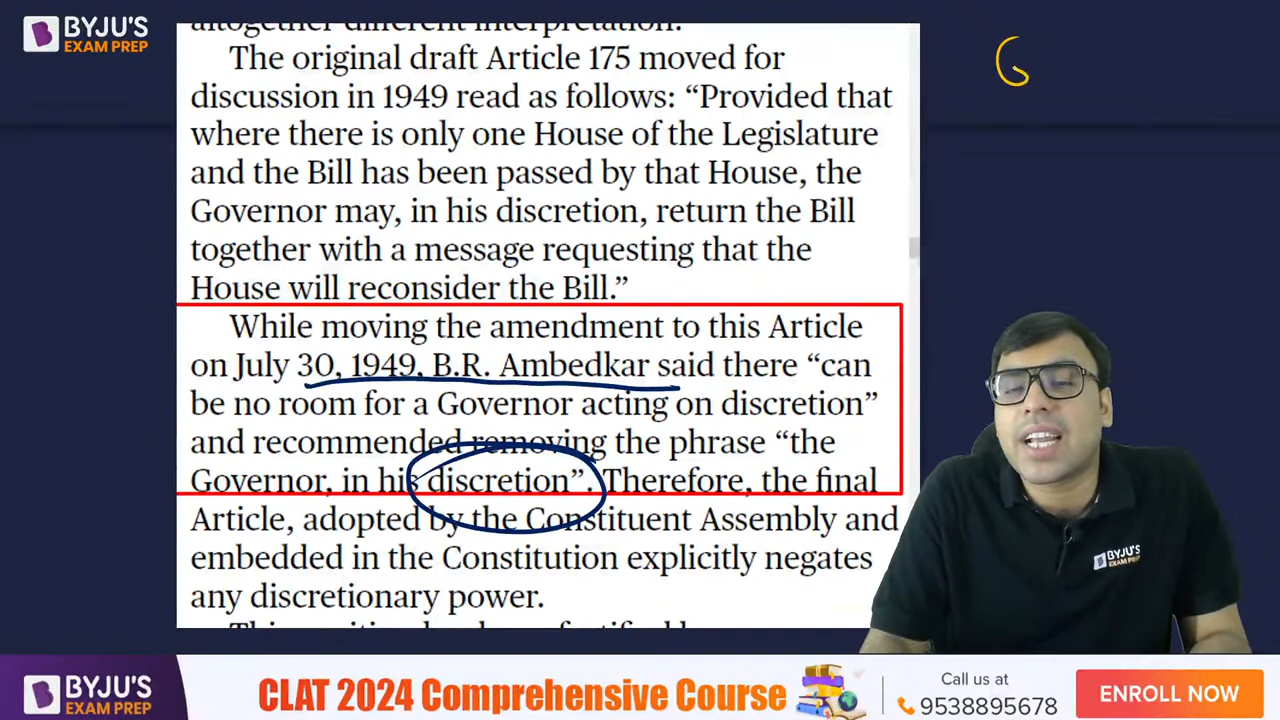 BYJU'S
EXAM PREP
altogether different interpretation.
The original draft Article 175 moved for
discussion in 1949 read as follows: “Provided that
where there is only one House of the Legislature
and the Bill has been passed by that House, the
Governor may, in his discretion, return the Bill
together with a message requesting that the
House will reconsider the Bill.”
While moving the amendment to this Article
on July 30, 1949, B.R. Ambedkar said there “can
be no room for a Governor acting on discretion”
and recommended removing the phrase “the
Governor, in his discretion”. Therefore, the final
Article, adopted by the Constituent Assembly and
embedded in the Constitution explicitly negates
any discretionary power.
G
BYJU'S
EXAM PREP
BYJU'S
EXAM PREP
CLAT 2024 Comprehensive Course
Call us at
9538895678
ENROLL NOW